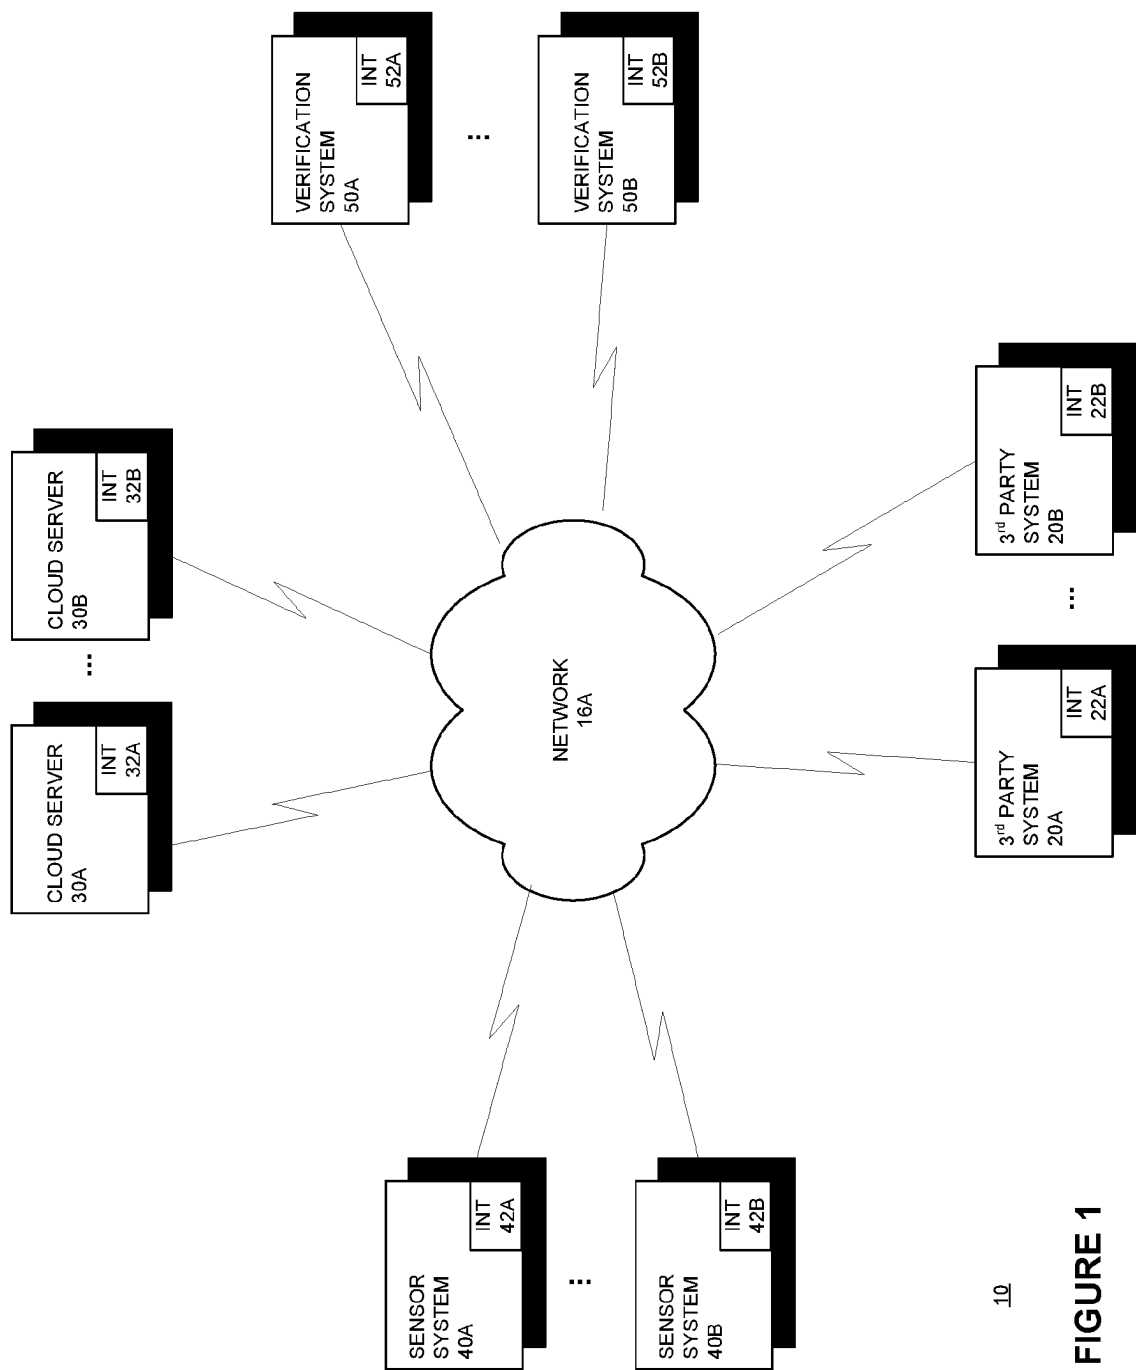 CLOUD SERVER
30A
INT
32A
...
CLOUD SERVER
30B
INT
32B
SENSOR
SYSTEM
40A
INT
42A
...
SENSOR
SYSTEM
40B
INT
42B
NETWORK
16A
VERIFICATION
SYSTEM
50A
INT
52A
...
VERIFICATION
SYSTEM
50B
INT
52B
3rd PARTY
SYSTEM
20A
INT
22A
...
3rd PARTY
SYSTEM
20B
INT
22B
10
FIGURE 1